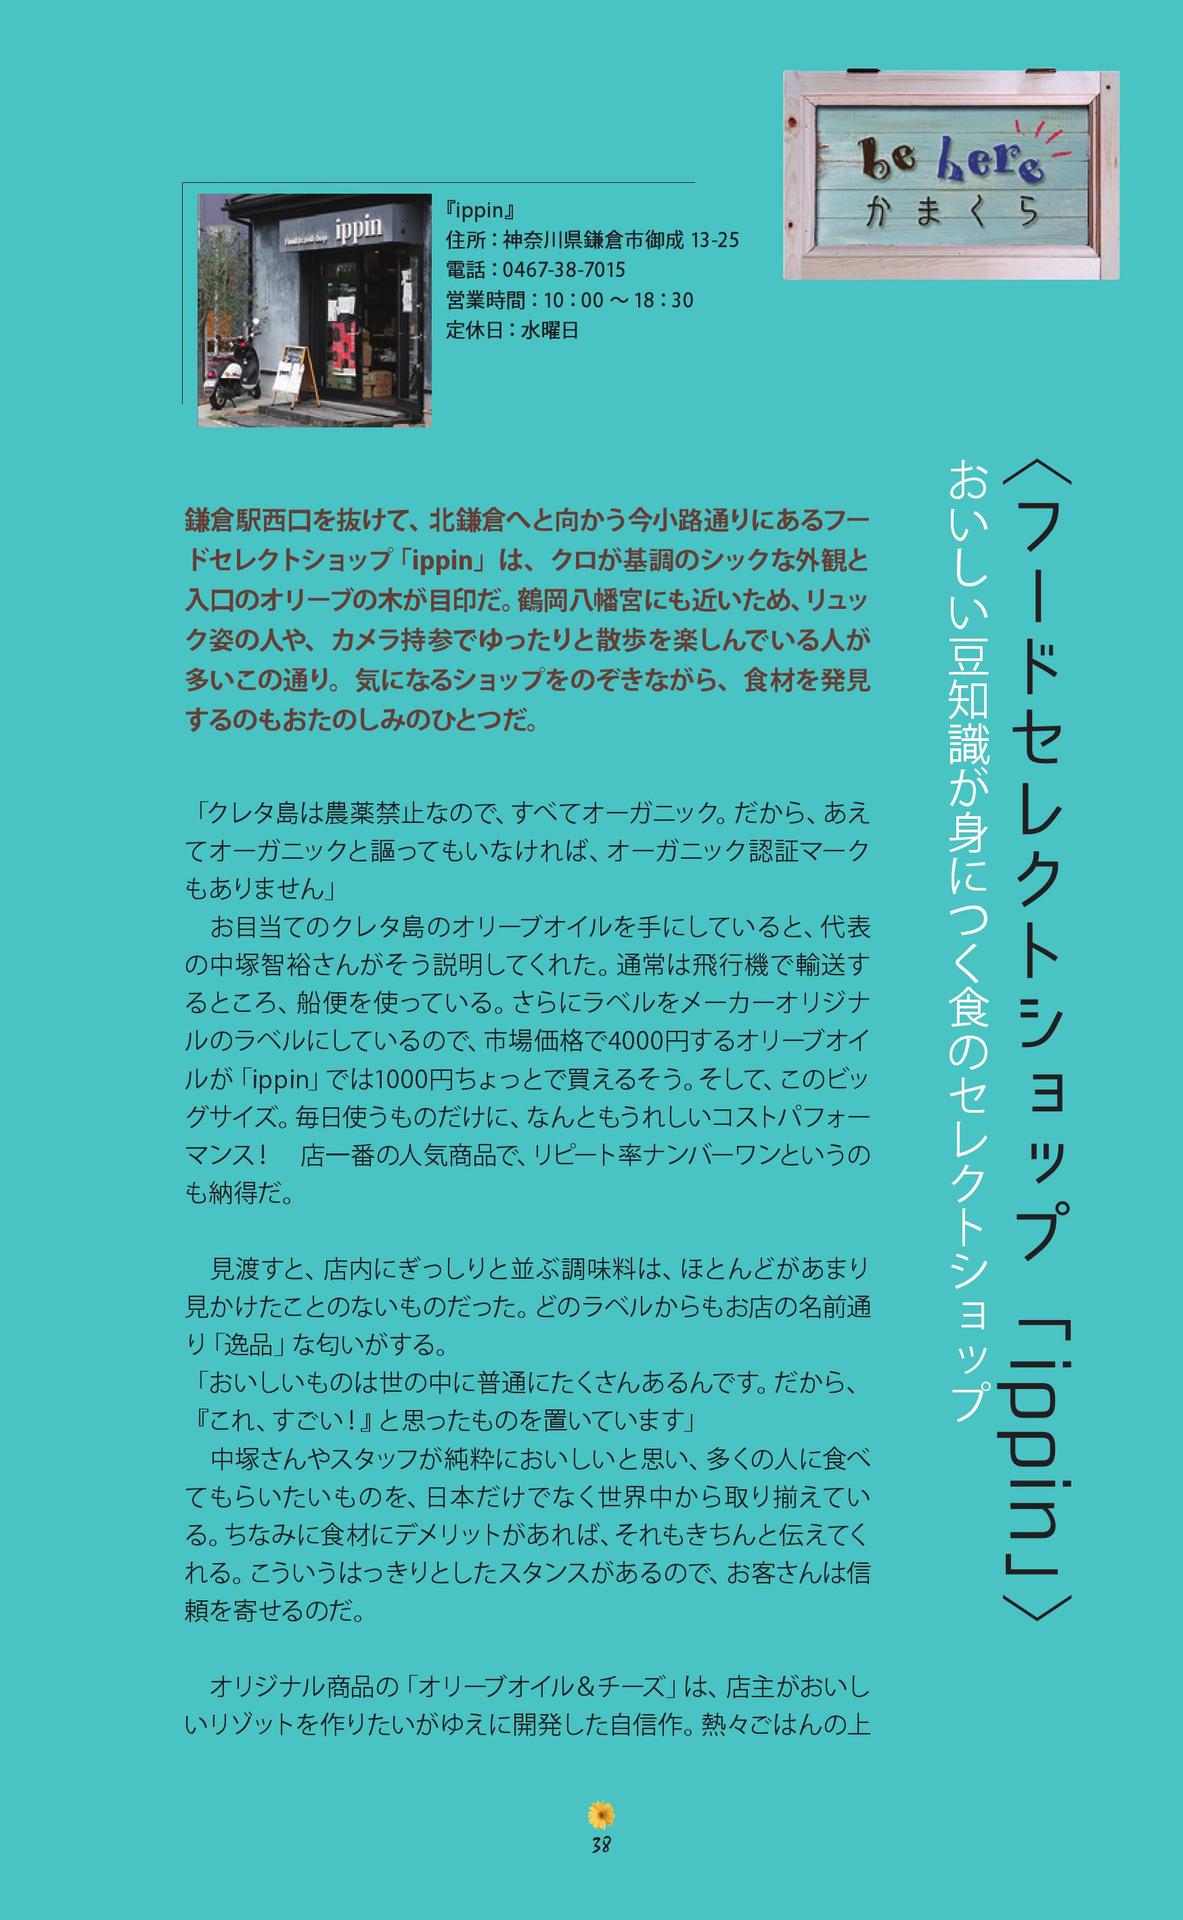 be here
かまくら
ippin
『ippin』
住所：神奈川県鎌倉市御成 13-25
電話：0467-38-7015
営業時間：10：00 〜 18：30
定休日：水曜日
〈フードセレクトショップ 「ippin」〉
おいしい豆知識が身につく食のセレクトショップ
鎌倉駅西口を抜けて、北鎌倉へと向かう今小路通りにあるフー
ドセレクトショップ「ippin」は、クロが基調のシックな外観と
入口のオリーブの木が目印だ。鶴岡八幡宮にも近いため、リュッ
ク姿の人や、カメラ持参でゆったりと散歩を楽しんでいる人が
多いこの通り。気になるショップをのぞきながら、食材を発見
するのもおたのしみのひとつだ。
「クレタ島は農薬禁止なので、すべてオーガニック。だから、あえ
てオーガニックと謳ってもいなければ、オーガニック認証マーク
もありません」
　お目当てのクレタ島のオリーブオイルを手にしていると、代表
の中塚智裕さんがそう説明してくれた。通常は飛行機で輸送す
るところ、船便を使っている。さらにラベルをメーカーオリジナ
ルのラベルにしているので、市場価格で4000円するオリーブオイ
ルが「ippin」では1000円ちょっとで買えるそう。そして、このビッ
グサイズ。毎日使うものだけに、なんともうれしいコストパフォー
マンス！　店一番の人気商品で、リピート率ナンバーワンというの
も納得だ。
　見渡すと、店内にぎっしりと並ぶ調味料は、ほとんどがあまり
見かけたことのないものだった。どのラベルからもお店の名前通
り「逸品」な匂いがする。
「おいしいものは世の中に普通にたくさんあるんです。だから、
『これ、すごい！』と思ったものを置いています」
　中塚さんやスタッフが純粋においしいと思い、多くの人に食べ
てもらいたいものを、日本だけでなく世界中から取り揃えてい
る。ちなみに食材にデメリットがあれば、それもきちんと伝えてく
れる。こういうはっきりとしたスタンスがあるので、お客さんは信
頼を寄せるのだ。
　オリジナル商品の「オリーブオイル＆チーズ」は、店主がおいし
いリゾットを作りたいがゆえに開発した自信作。熱々ごはんの上
38